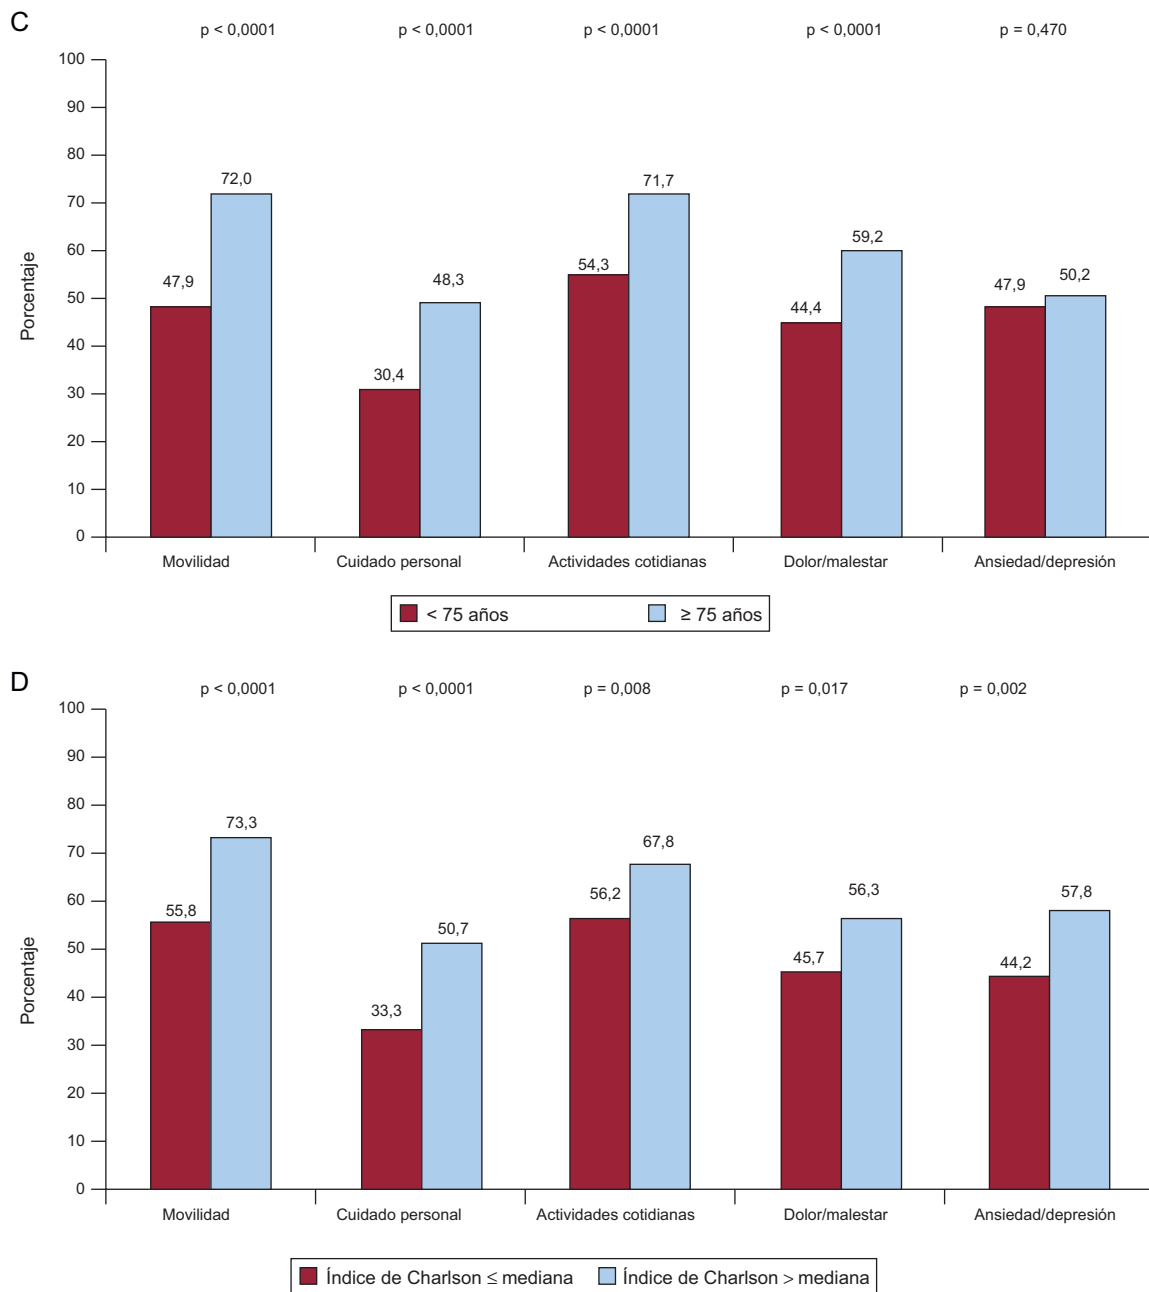 C
p < 0,0001 p < 0,0001 p < 0,0001 p < 0,0001 p = 0,470
100
90
80
70
60
50
40
30
20
10
0
Porcentaje
47,9 72,0 30,4 48,3 54,3 71,7 44,4 59,2 47,9 50,2
Movilidad Cuidado personal Actividades cotidianas Dolor/malestar Ansiedad/depresión
< 75 años ≥ 75 años
D
p < 0,0001 p < 0,0001 p = 0,008 p = 0,017 p = 0,002
100
90
80
70
60
50
40
30
20
10
0
Porcentaje
55,8 73,3 33,3 50,7 56,2 67,8 45,7 56,3 44,2 57,8
Movilidad Cuidado personal Actividades cotidianas Dolor/malestar Ansiedad/depresión
Índice de Charlson ≤ mediana Índice de Charlson > mediana